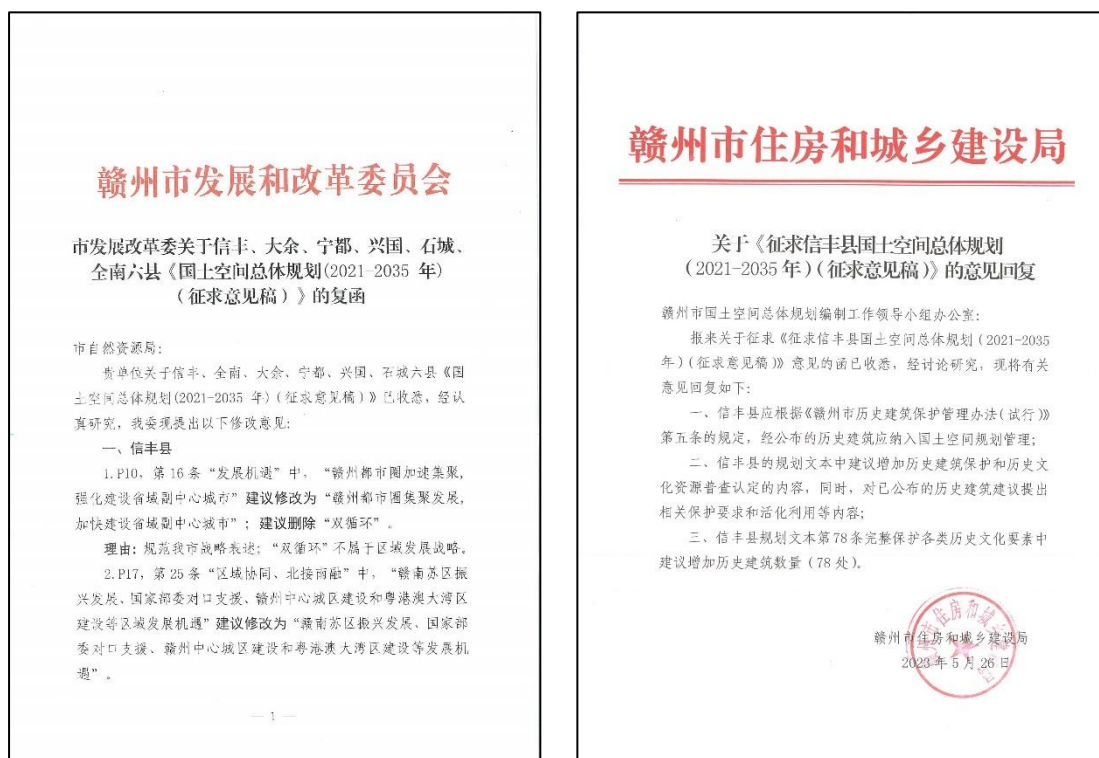 赣州市发展和改革委员会
市发展改革委关于信丰、大余、宁都、兴国、石城、
全南六县《国土空间总体规划(2021-2035 年)
(征求意见稿)》的复函
市自然资源局:
贵单位关于信丰、全南、大余、宁都、兴国、石城六县《国
土空间总体规划(2021-2035 年)(征求意见稿)》已收悉,经认
真研究,我委现提出以下修改意见:
一、信丰县
1.P10,第16条“发展机遇”中,“赣州都市圈加速集聚,
强化建设省域副中心城市”建议修改为“赣州都市圈集聚发展,
加快建设省域副中心城市”;建议删除“双循环”。
理由:规范我市战略表述;“双循环”不属于区域发展战略。
2.P17,第25条“区域协同、北接南融”中,“赣南苏区振
兴发展、国家部委对口支援、赣州中心城区建设和粤港澳大湾区
建设等区域发展机遇”建议修改为“赣南苏区振兴发展、国家部
委对口支援、赣州中心城区建设和粤港澳大湾区建设等发展机
遇”。
— 1 —
赣州市住房和城乡建设局
关于《征求信丰县国土空间总体规划
(2021-2035年)(征求意见稿)》的意见回复
赣州市国土空间总体规划编制工作领导小组办公室:
报来关于征求《征求信丰县国土空间总体规划(2021-2035
年)(征求意见稿)》意见的函已收悉,经讨论研究,现将有关
意见回复如下:
一、信丰县应根据《赣州市历史建筑保护管理办法(试行)》
第五条的规定,经公布的历史建筑应纳入国土空间规划管理;
二、信丰县的规划文本中建议增加历史建筑保护和历史文
化资源普查认定的内容,同时,对已公布的历史建筑建议提出
相关保护要求和活化利用等内容;
三、信丰县规划文本第78条完整保护各类历史文化要素中
建议增加历史建筑数量(78处)。
赣州市住房和城乡建设局
2023年5月26日